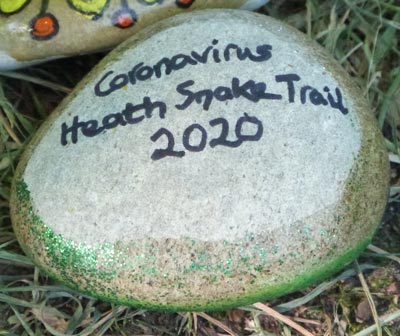 Coronavirus
Heath Snake Trail
2020